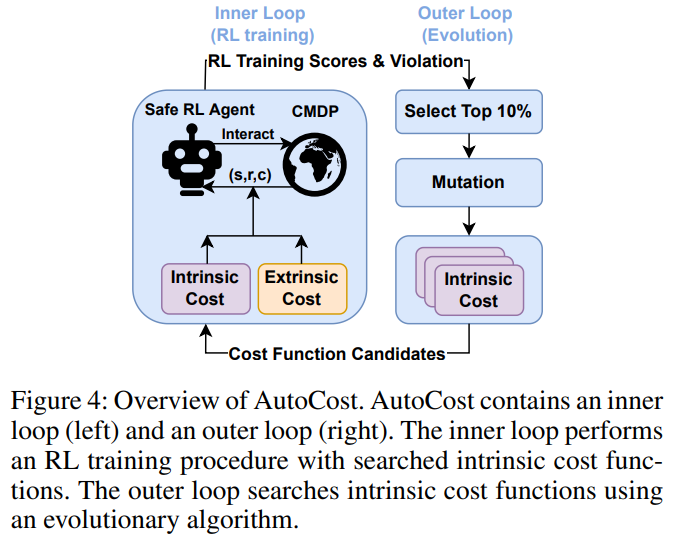 Inner Loop
(RL training)
Outer Loop
(Evolution)
RL Training Scores & Violation
Safe RL Agent
CMDP
Interact
(s,r,c)
Intrinsic
Cost
Extrinsic
Cost
Select Top 10%
Mutation
Intrinsic
Cost
Cost Function Candidates
Figure 4: Overview of AutoCost. AutoCost contains an inner
loop (left) and an outer loop (right). The inner loop performs
an RL training procedure with searched intrinsic cost func-
tions. The outer loop searches intrinsic cost functions using
an evolutionary algorithm.